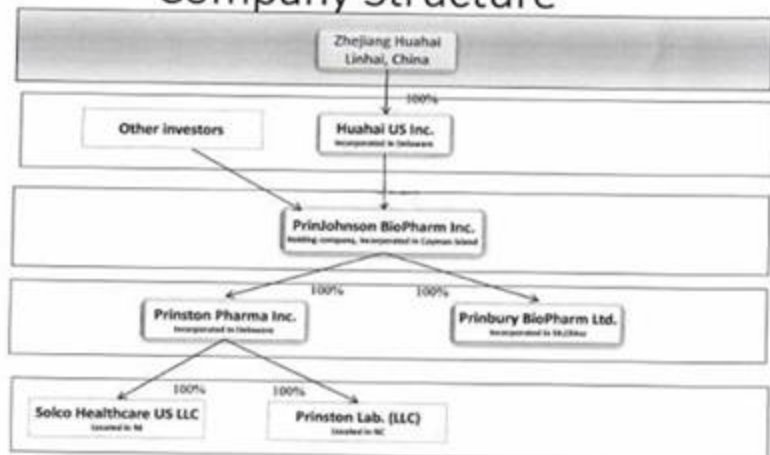 Company Structure
Zhejiang Huahai
Linhai, China
100%
Other investors
Huahai US Inc.
Incorporated in Delaware
PrinJohnson BioPharm Inc.
Holding company, Incorporated in Cayman Island
100%
100%
Prinston Pharma Inc.
Incorporated in Delaware
Prinbury BioPharm Ltd.
Incorporated in
100%
100%
Solco Healthcare US LLC
Located in NJ
Prinston Lab. (LLC)
Located in NC